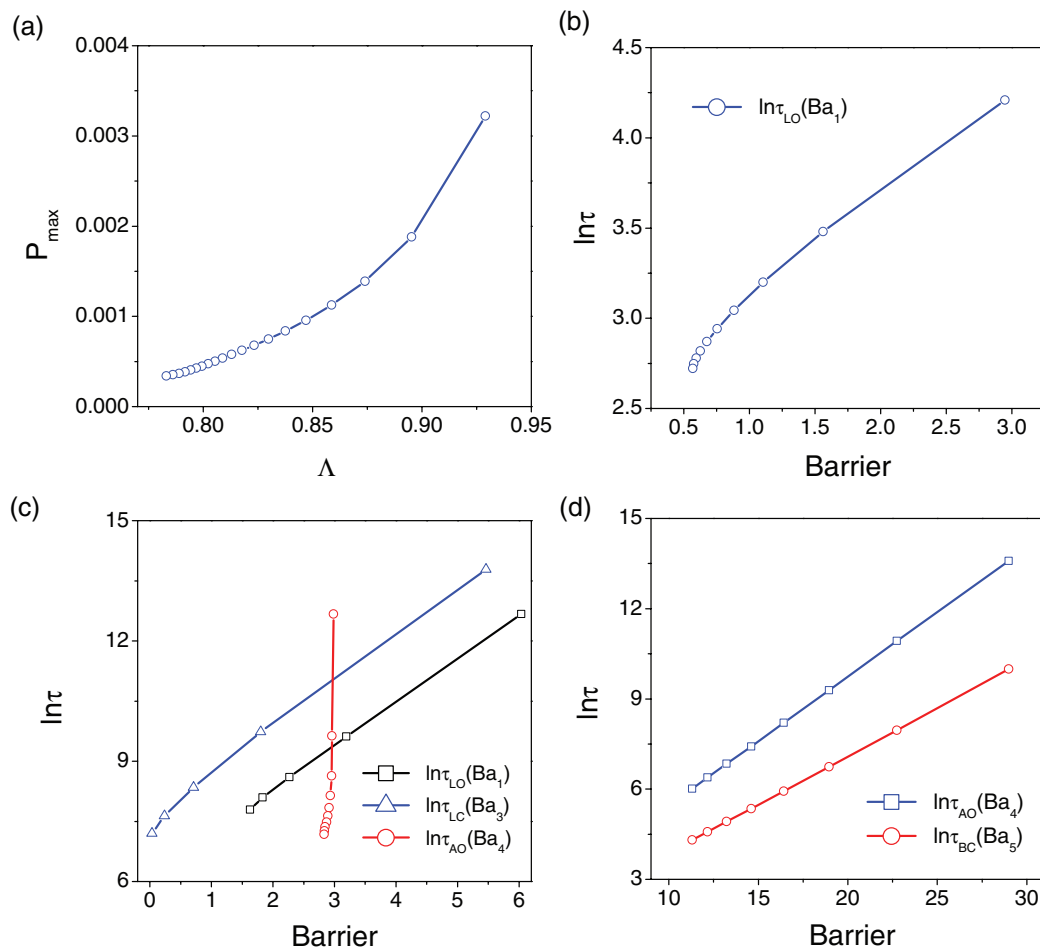 (a)
0.004
0.003
0.002
0.001
0.000
P_max
0.80 0.85 0.90 0.95
Λ
(b)
4.5
4.0
3.5
3.0
2.5
lnτ
lnτ_LO(Ba_1)
0.5 1.0 1.5 2.0 2.5 3.0
Barrier
(c)
15
12
9
6
lnτ
lnτ_LO(Ba_1)
lnτ_LC(Ba_3)
lnτ_AO(Ba_4)
0 1 2 3 4 5 6
Barrier
(d)
15
12
9
6
3
lnτ
lnτ_AO(Ba_4)
lnτ_BC(Ba_5)
10 15 20 25 30
Barrier